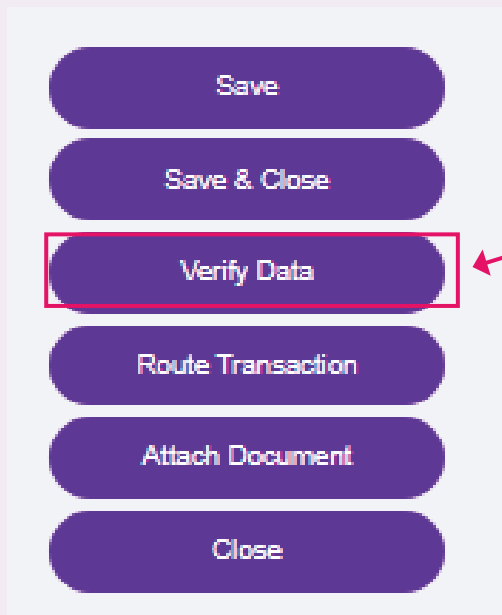 Save
Save & Close
Verify Data
Route Transaction
Attach Document
Close